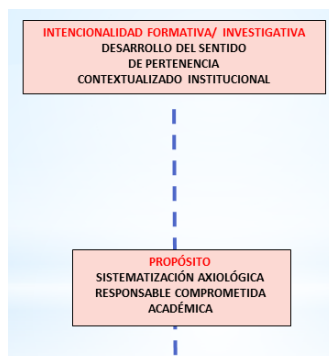 INTENCIONALIDAD FORMATIVA/ INVESTIGATIVA
DESARROLLO DEL SENTIDO
DE PERTENENCIA
CONTEXTUALIZADO INSTITUCIONAL
PROPÓSITO
SISTEMATIZACIÓN AXIOLÓGICA
RESPONSABLE COMPROMETIDA
ACADÉMICA